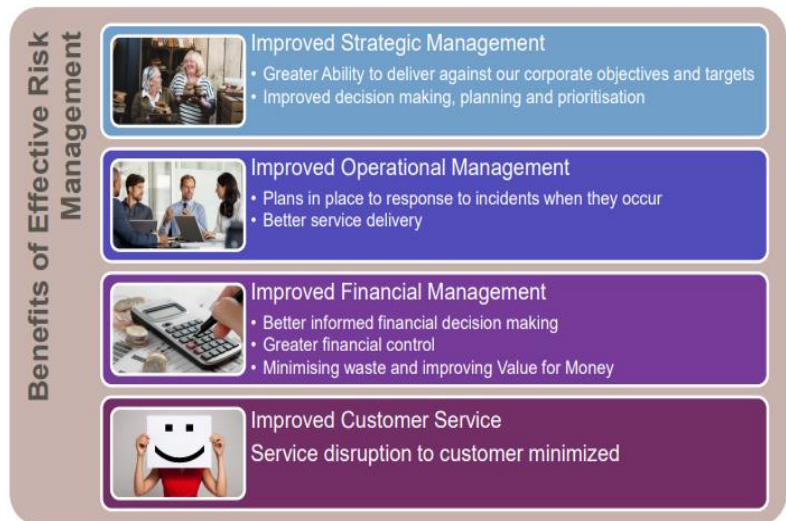 Benefits of Effective Risk
Management
Improved Strategic Management
• Greater Ability to deliver against our corporate objectives and targets
• Improved decision making, planning and prioritisation
Improved Operational Management
• Plans in place to response to incidents when they occur
• Better service delivery
Improved Financial Management
• Better informed financial decision making
• Greater financial control
• Minimising waste and improving Value for Money
Improved Customer Service
Service disruption to customer minimized